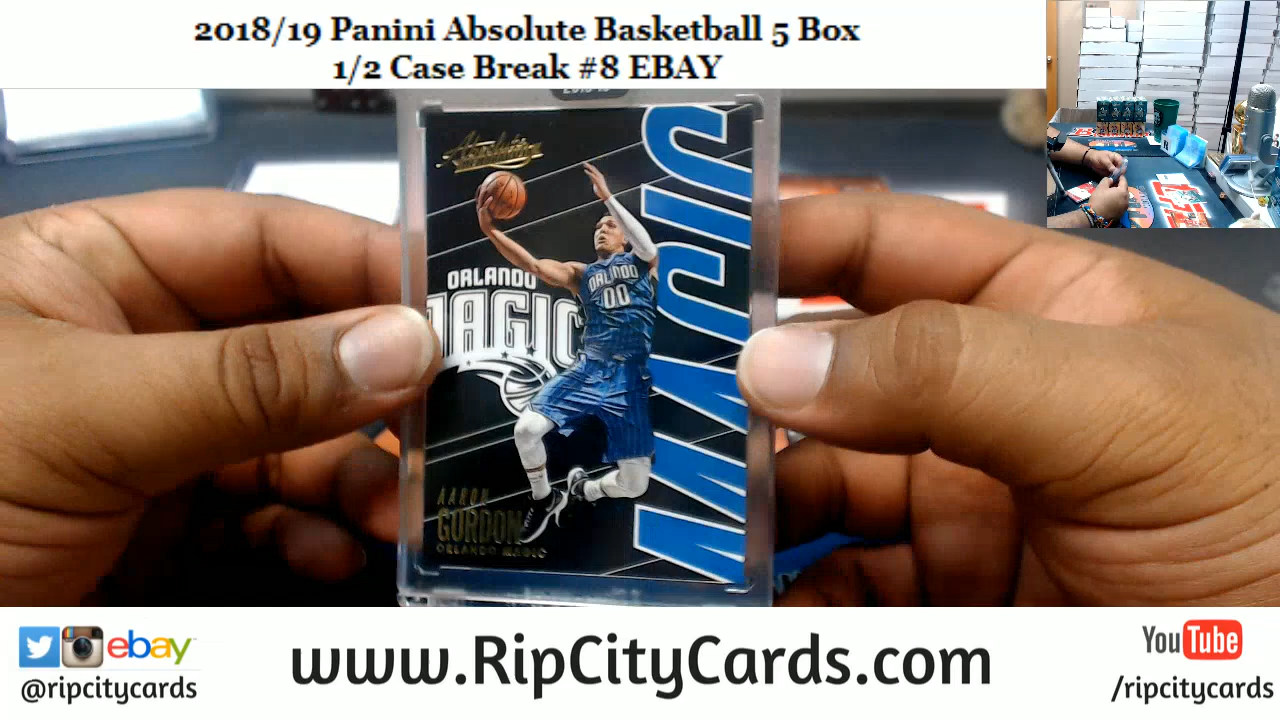 2018/19 Panini Absolute Basketball 5 Box
1/2 Case Break #8 EBAY
Absolute
ORLANDO
MAGIC
ORLANDO
00
AARON
GORDON
ORLANDO MAGIC
ebay
@ripcitycards
www.RipCityCards.com
YouTube
/ripcitycards